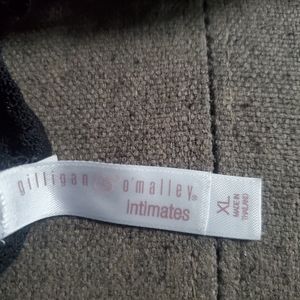 gilligan & o'malley®
intimates
XL
MADE IN
THAILAND